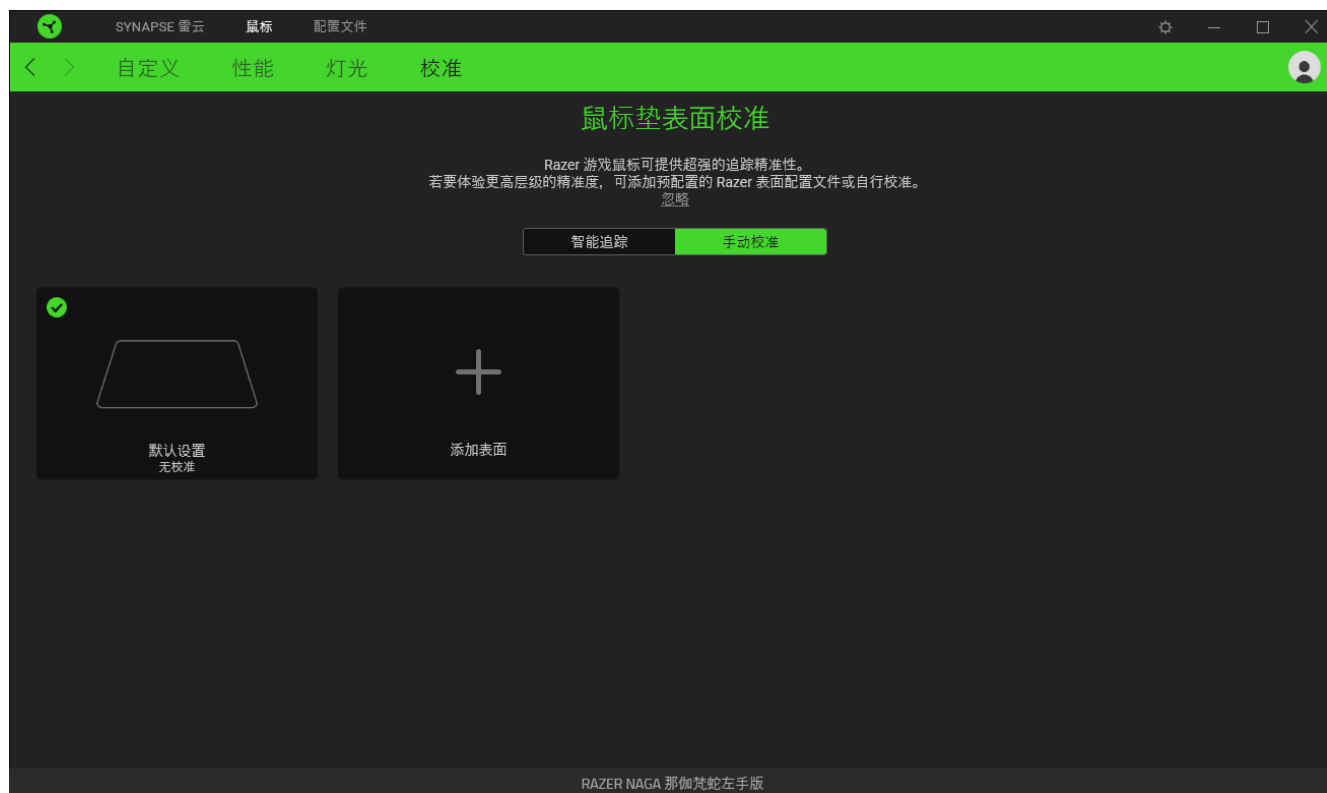 SYNAPSE 雷云 鼠标 配置文件
自定义 性能 灯光 校准
鼠标垫表面校准
Razer 游戏鼠标可提供超强的追踪精准性。
若要体验更高层级的精准度，可添加预配置的 Razer 表面配置文件或自行校准。
忽略
智能追踪 手动校准
默认设置
无校准
添加表面
RAZER NAGA 那伽梵蛇左手版